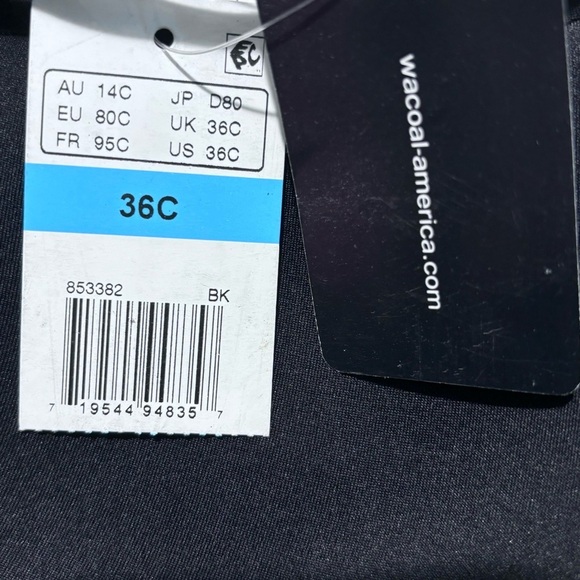 AU 14C JP D80
EU 80C UK 36C
FR 95C US 36C
36C
853382 BK
7 19544 94835 7
wacoal-america.com